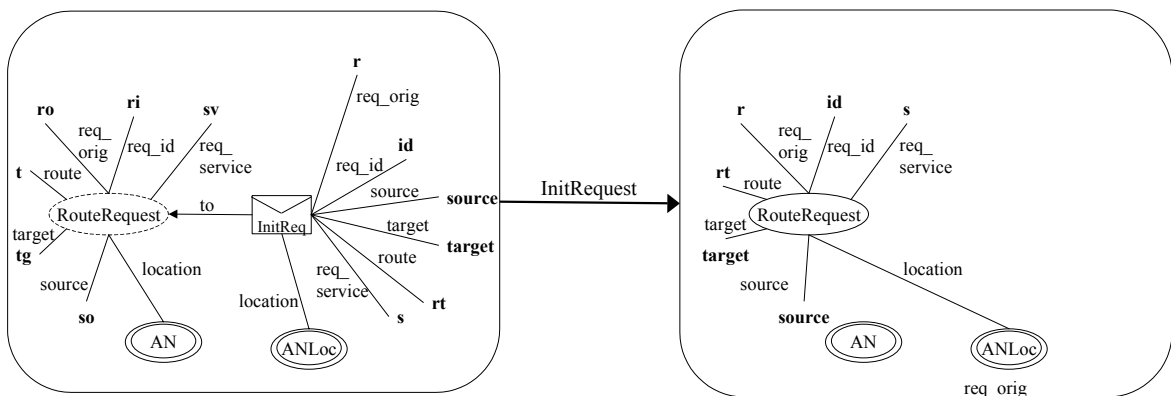 r
req_orig
ro
ri
sv
req_
orig
req_id
req_
service
id
req_id
t
route
source
source
RouteRequest
to
InitReq
target
target
target
tg
route
location
source
req_
service
rt
so
location
s
AN
ANLoc
InitRequest
r
id
s
req_
orig
req_id
req_
service
rt
route
RouteRequest
target
target
location
source
source
AN
ANLoc
req_orig